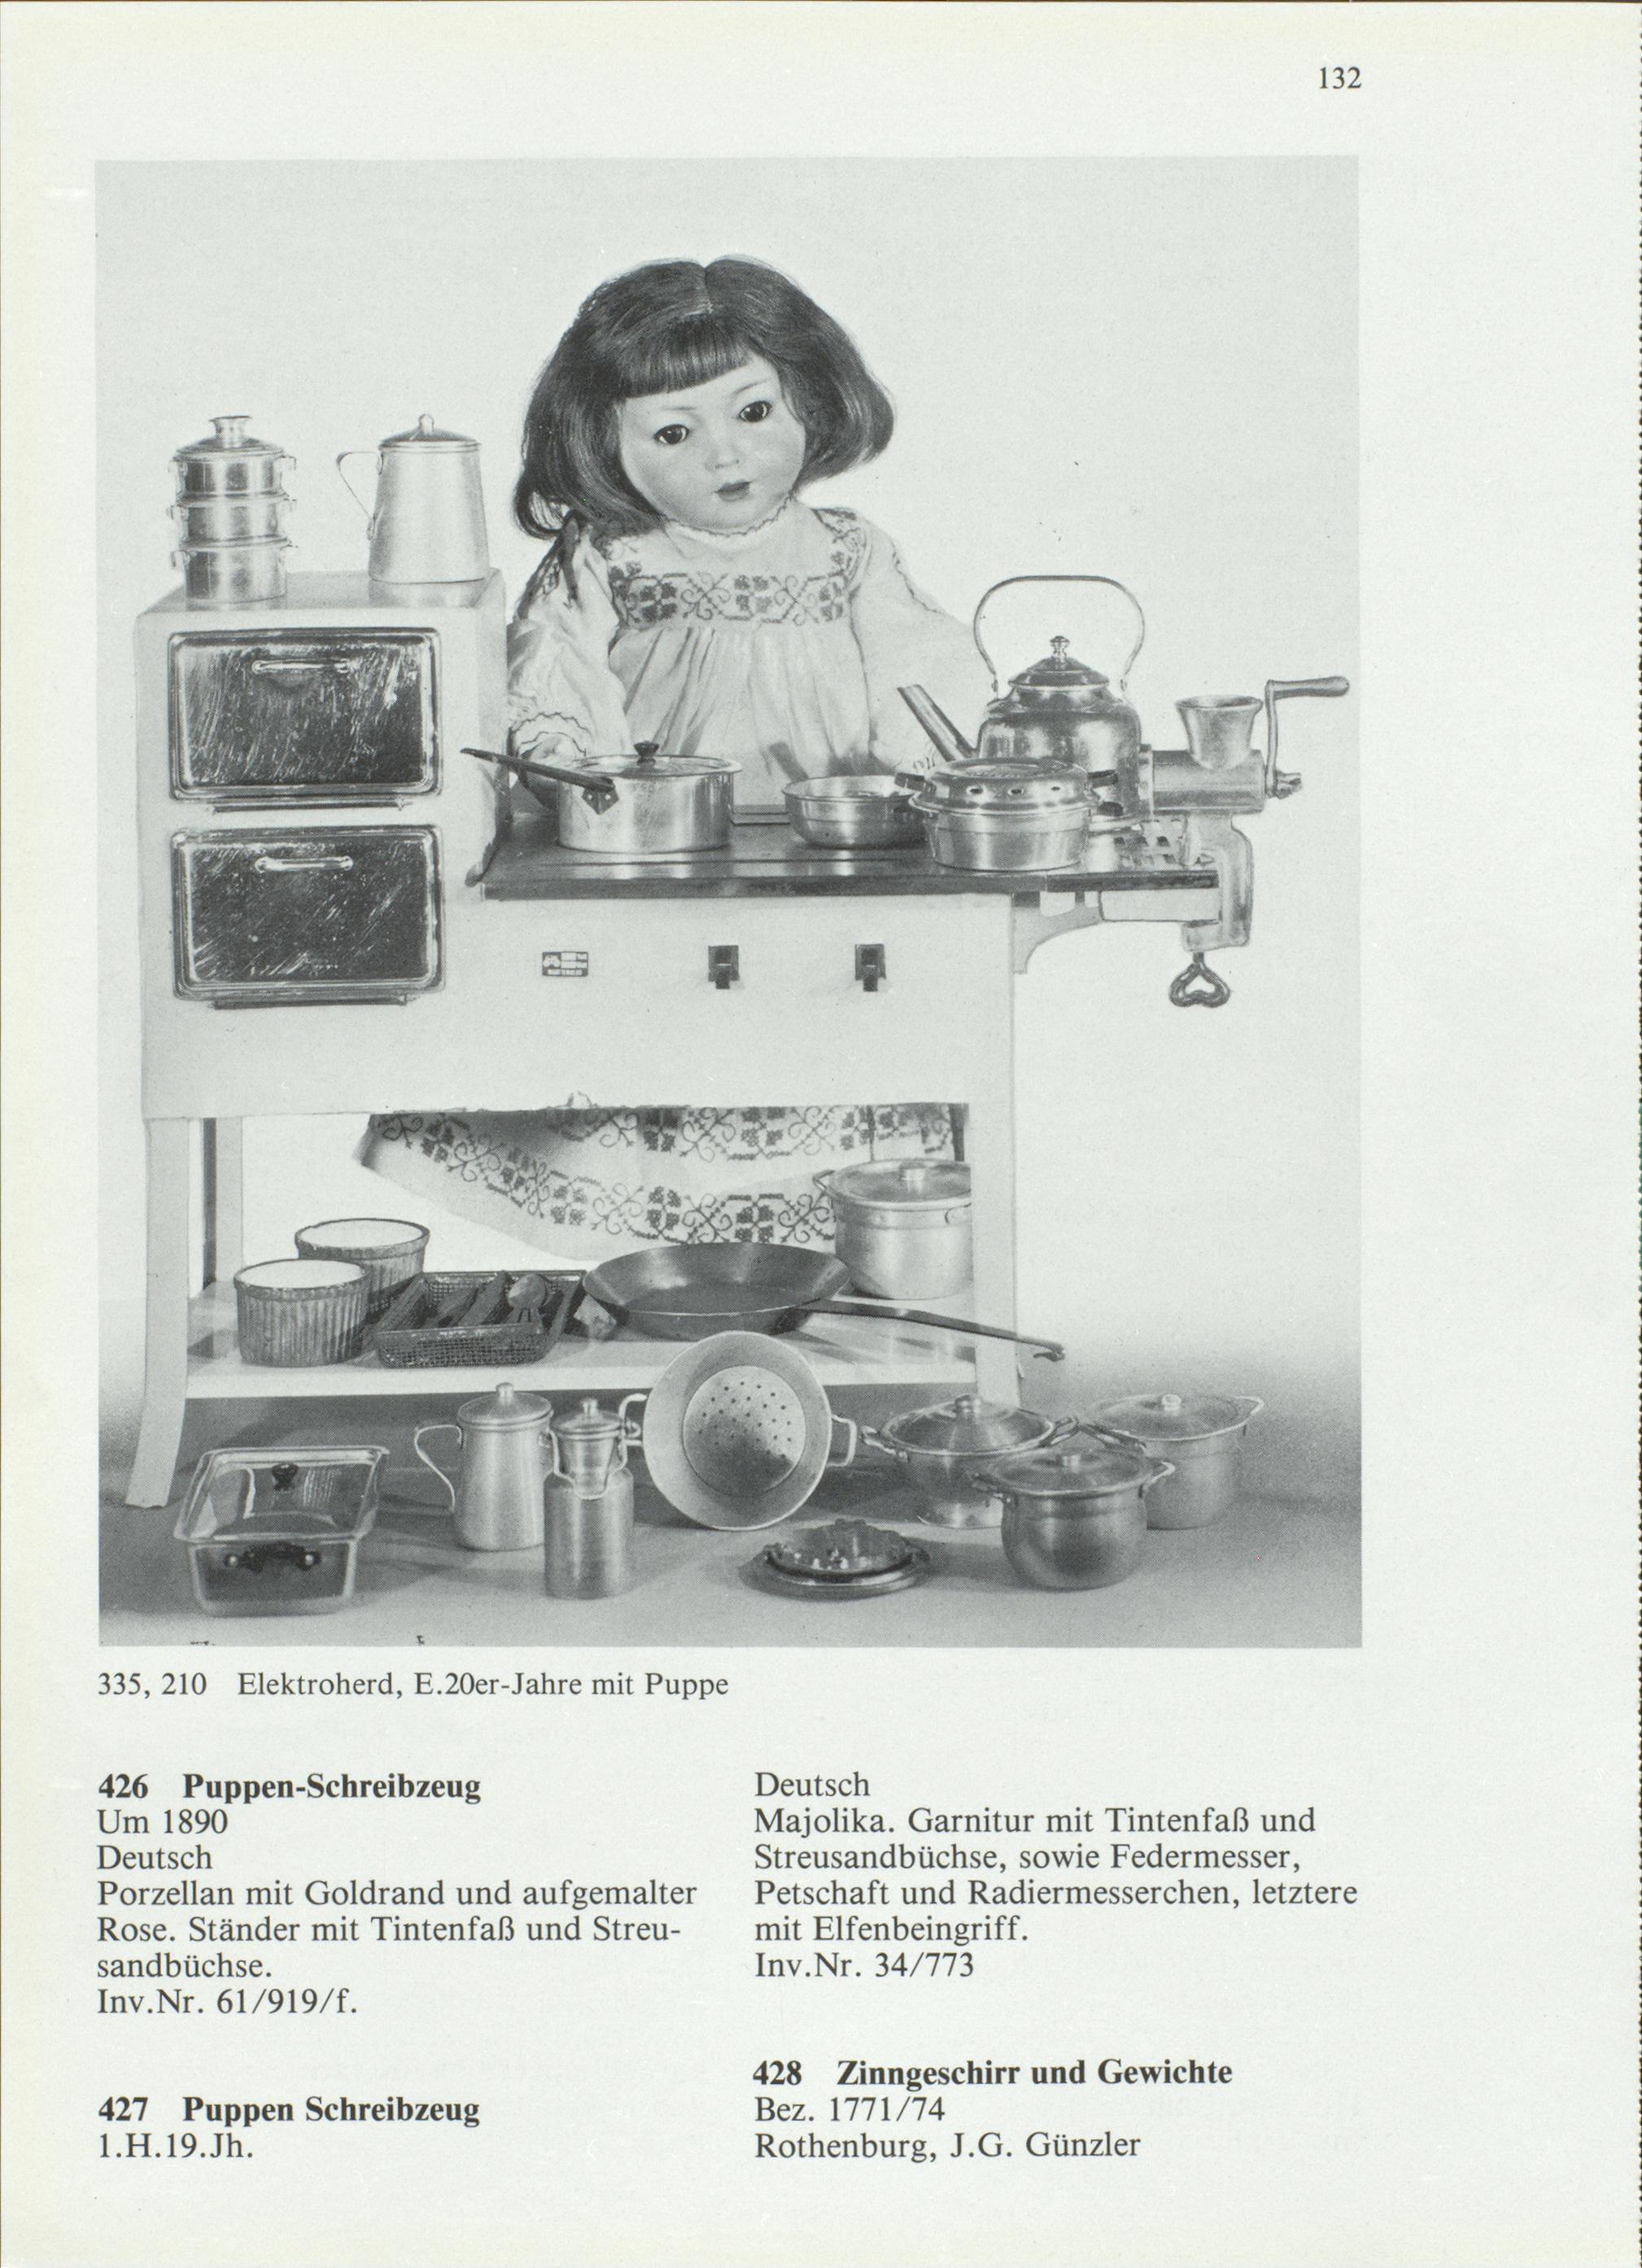 132
335, 210 Elektroherd, E.20er-Jahre mit Puppe
426 Puppen-Schreibzeug
Um 1890
Deutsch
Porzellan mit Goldrand und aufgemalter
Rose. Ständer mit Tintenfaß und Streu-
sandbüchse.
Inv.Nr. 61/919/f.
427 Puppen Schreibzeug
1.H.19.Jh.
Deutsch
Majolika. Garnitur mit Tintenfaß und
Streusandbüchse, sowie Federmesser,
Petschaft und Radiermesserchen, letztere
mit Elfenbeingriff.
Inv.Nr. 34/773
428 Zinngeschirr und Gewichte
Bez. 1771/74
Rothenburg, J.G. Günzler